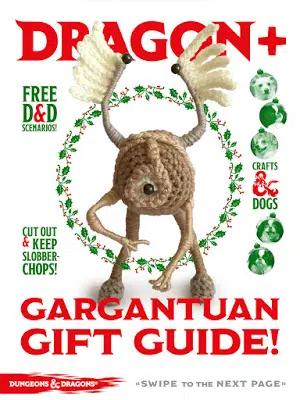 DRAGON+
FREE
D&D
SCENARIOS!
CRAFTS
&
DOGS
CUT OUT
& KEEP
SLOBBER-
CHOPS!
GARGANTUAN
GIFT GUIDE!
DUNGEONS & DRAGONS®
«SWIPE TO THE NEXT PAGE»